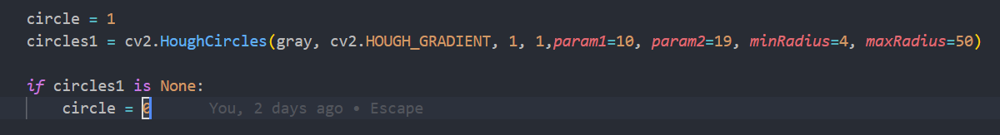 circle = 1
circles1 = cv2.HoughCircles(gray, cv2.HOUGH_GRADIENT, 1, 1,param1=10, param2=19, minRadius=4, maxRadius=50)
if circles1 is None:
    circle = 0 You, 2 days ago • Escape